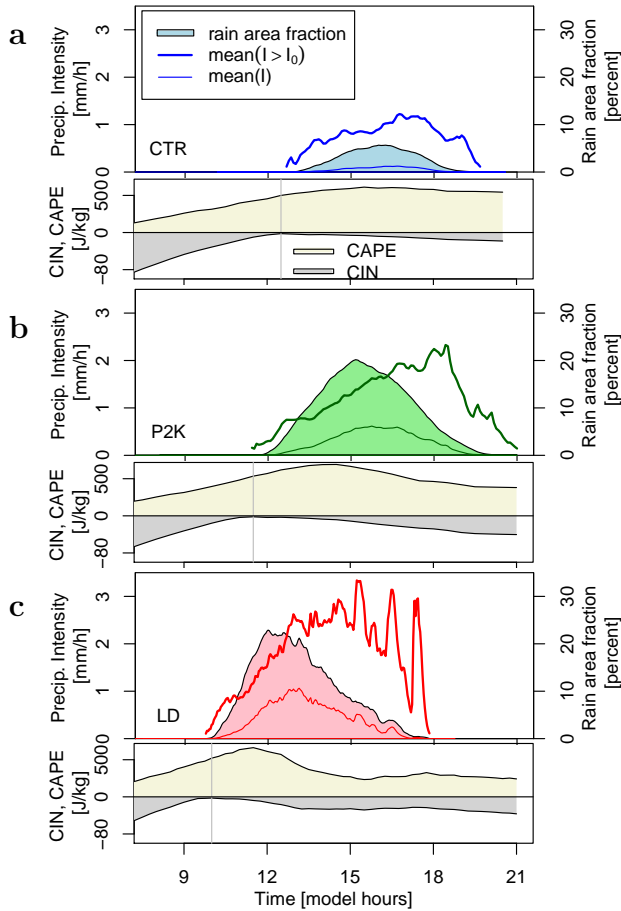 a
Precip. Intensity
[mm/h]
0 1 2 3
rain area fraction
mean(I > I₀)
mean(I)
CTR
0 10 20 30
Rain area fraction
[percent]
CIN, CAPE
[J/kg]
-80 0 5000
CAPE
CIN
b
Precip. Intensity
[mm/h]
0 1 2 3
P2K
0 10 20 30
Rain area fraction
[percent]
CIN, CAPE
[J/kg]
-80 0 5000
c
Precip. Intensity
[mm/h]
0 1 2 3
LD
0 10 20 30
Rain area fraction
[percent]
CIN, CAPE
[J/kg]
-80 0 5000
9 12 15 18 21
Time [model hours]